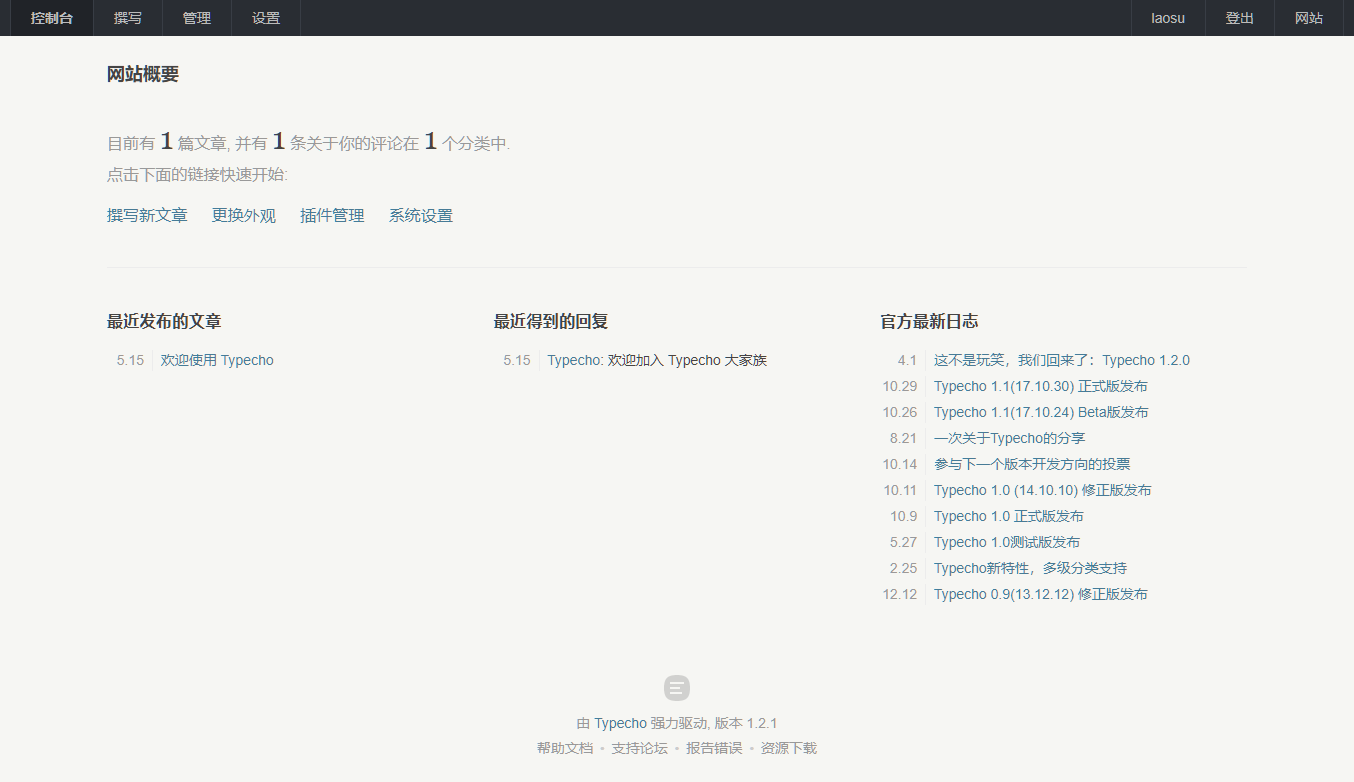 控制台 撰写 管理 设置 laosu 登出 网站
网站概要
目前有 1 篇文章, 并有 1 条关于你的评论在 1 个分类中.
点击下面的链接快速开始:
撰写新文章 更换外观 插件管理 系统设置
最近发布的文章
5.15 欢迎使用 Typecho
最近得到的回复
5.15 Typecho: 欢迎加入 Typecho 大家族
官方最新日志
4.1 这不是玩笑，我们回来了：Typecho 1.2.0
10.29 Typecho 1.1(17.10.30) 正式版发布
10.26 Typecho 1.1(17.10.24) Beta版发布
8.21 一次关于Typecho的分享
10.14 参与下一个版本开发方向的投票
10.11 Typecho 1.0 (14.10.10) 修正版发布
10.9 Typecho 1.0 正式版发布
5.27 Typecho 1.0测试版发布
2.25 Typecho新特性，多级分类支持
12.12 Typecho 0.9(13.12.12) 修正版发布
由 Typecho 强力驱动, 版本 1.2.1
帮助文档 • 支持论坛 • 报告错误 • 资源下载